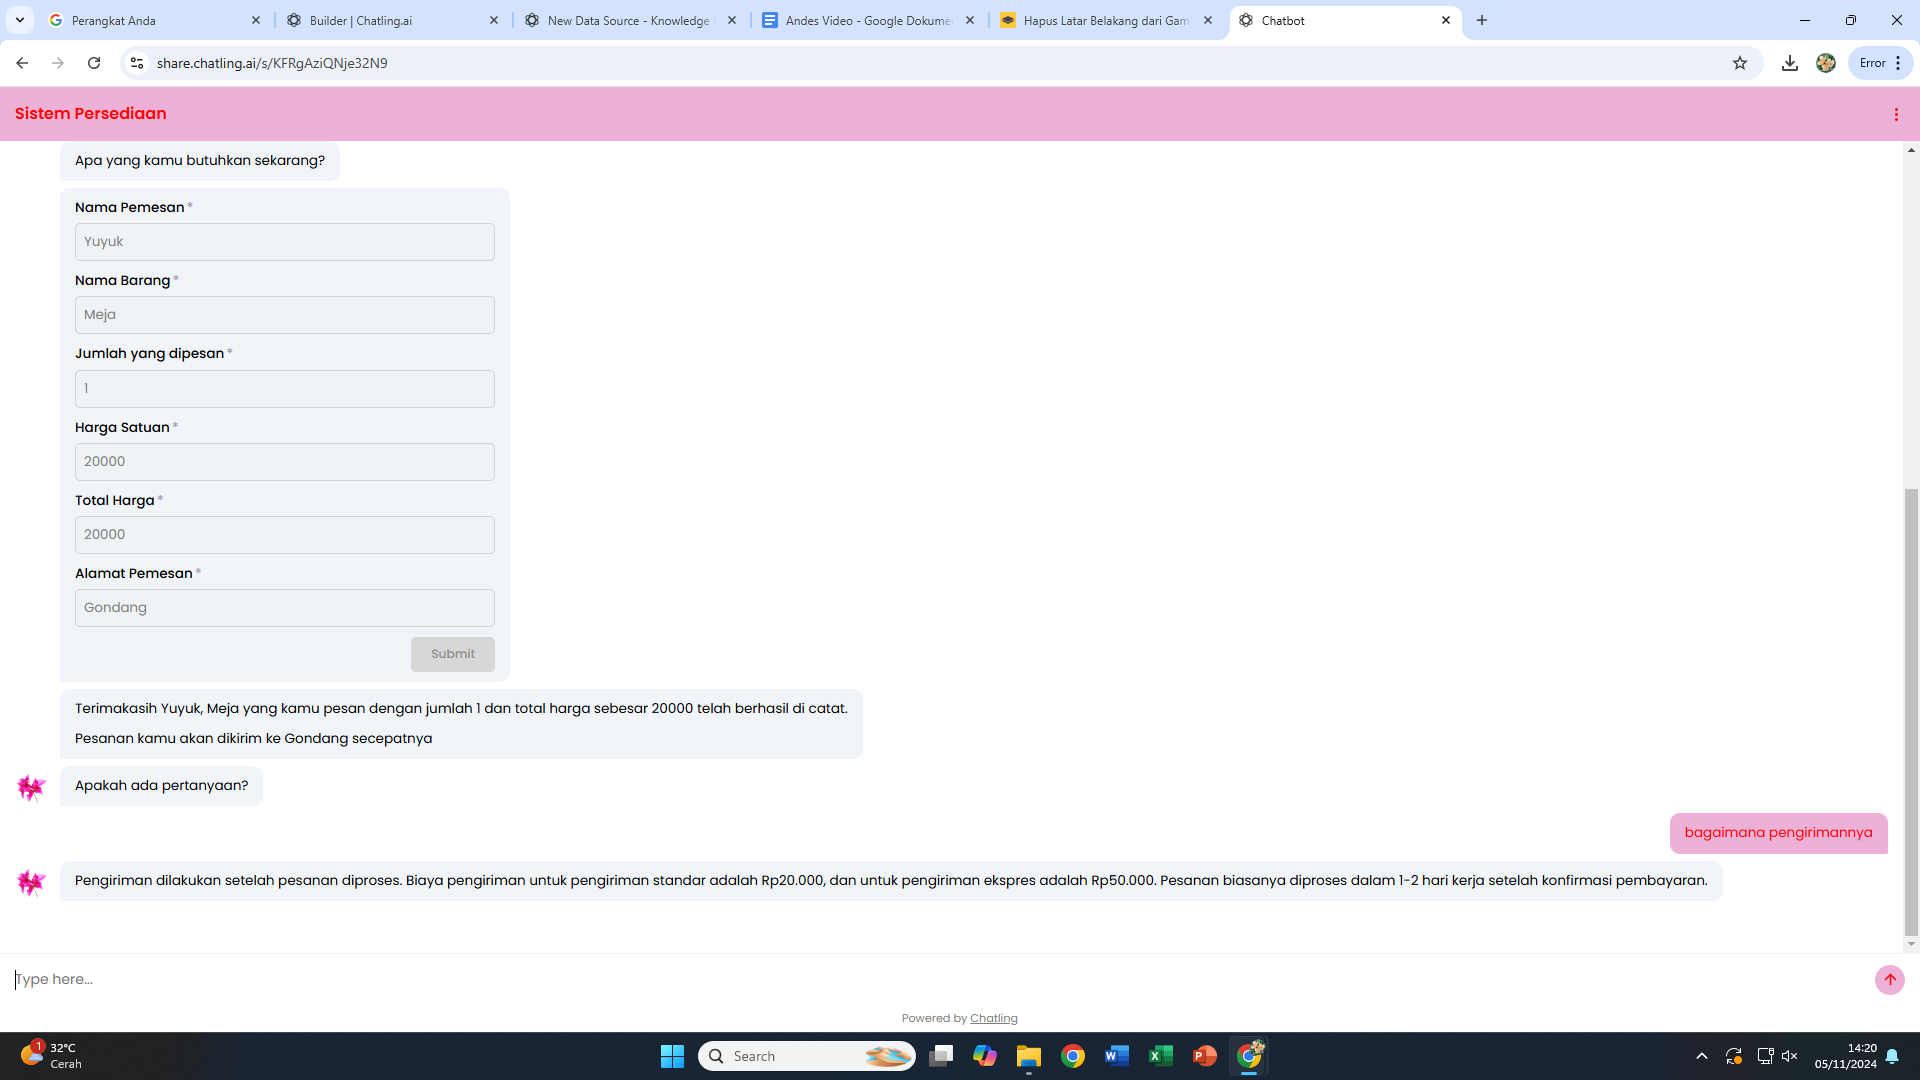 Perangkat Anda
Builder | Chatling.ai
New Data Source - Knowledge
Andes Video - Google Dokume
Hapus Latar Belakang dari Gam
Chatbot
share.chatling.ai/s/KFRgAziQNje32N9
Error
Sistem Persediaan
Apa yang kamu butuhkan sekarang?
Nama Pemesan *
Yuyuk
Nama Barang *
Meja
Jumlah yang dipesan *
1
Harga Satuan *
20000
Total Harga *
20000
Alamat Pemesan *
Gondang
Submit
Terimakasih Yuyuk, Meja yang kamu pesan dengan jumlah 1 dan total harga sebesar 20000 telah berhasil di catat.
Pesanan kamu akan dikirim ke Gondang secepatnya
Apakah ada pertanyaan?
bagaimana pengirimannya
Pengiriman dilakukan setelah pesanan diproses. Biaya pengiriman untuk pengiriman standar adalah Rp20.000, dan untuk pengiriman ekspres adalah Rp50.000. Pesanan biasanya diproses dalam 1-2 hari kerja setelah konfirmasi pembayaran.
Type here...
Powered by Chatling
1
32°C
Cerah
Search
14:20
05/11/2024